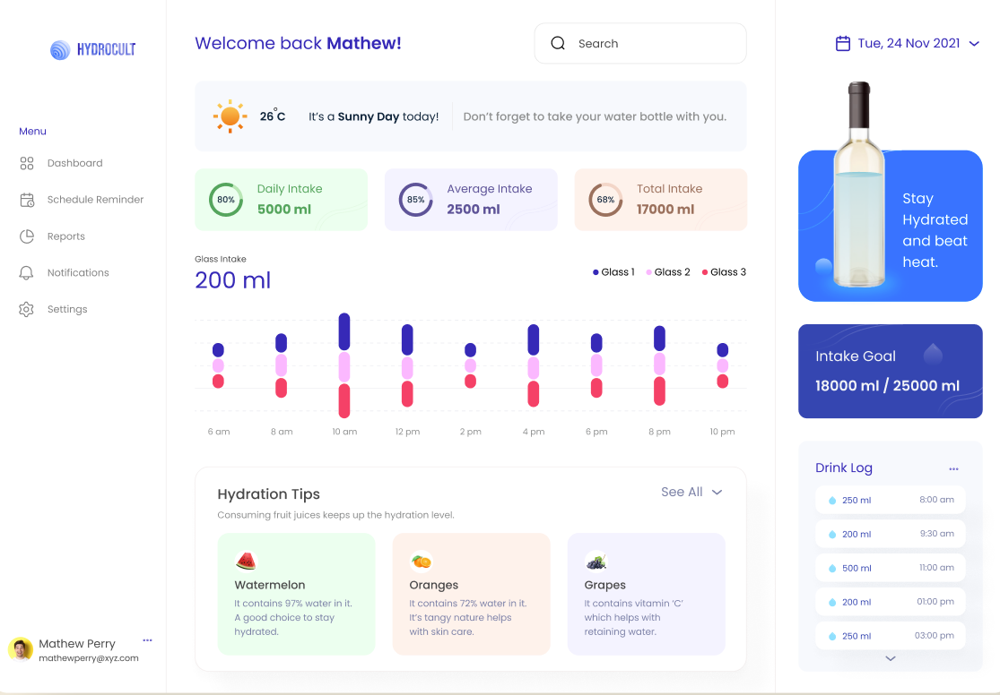 HYDROCULT
Menu
Dashboard
Schedule Reminder
Reports
Notifications
Settings
Mathew Perry
...
mathewperry@xyz.com
Welcome back Mathew!
Search
26°C
It's a Sunny Day today!
Don't forget to take your water bottle with you.
80%
Daily Intake
5000 ml
85%
Average Intake
2500 ml
68%
Total Intake
17000 ml
Glass Intake
200 ml
Glass 1
Glass 2
Glass 3
6 am
8 am
10 am
12 pm
2 pm
4 pm
6 pm
8 pm
10 pm
Hydration Tips
See All
Consuming fruit juices keeps up the hydration level.
Watermelon
It contains 97% water in it.
A good choice to stay
hydrated.
Oranges
It contains 72% water in it.
It's tangy nature helps
with skin care.
Grapes
It contains vitamin 'C'
which helps with
retaining water.
Tue, 24 Nov 2021
Stay
Hydrated
and beat
heat.
Intake Goal
18000 ml / 25000 ml
Drink Log
...
250 ml 8:00 am
200 ml 9:30 am
500 ml 11:00 am
200 ml 01:00 pm
250 ml 03:00 pm